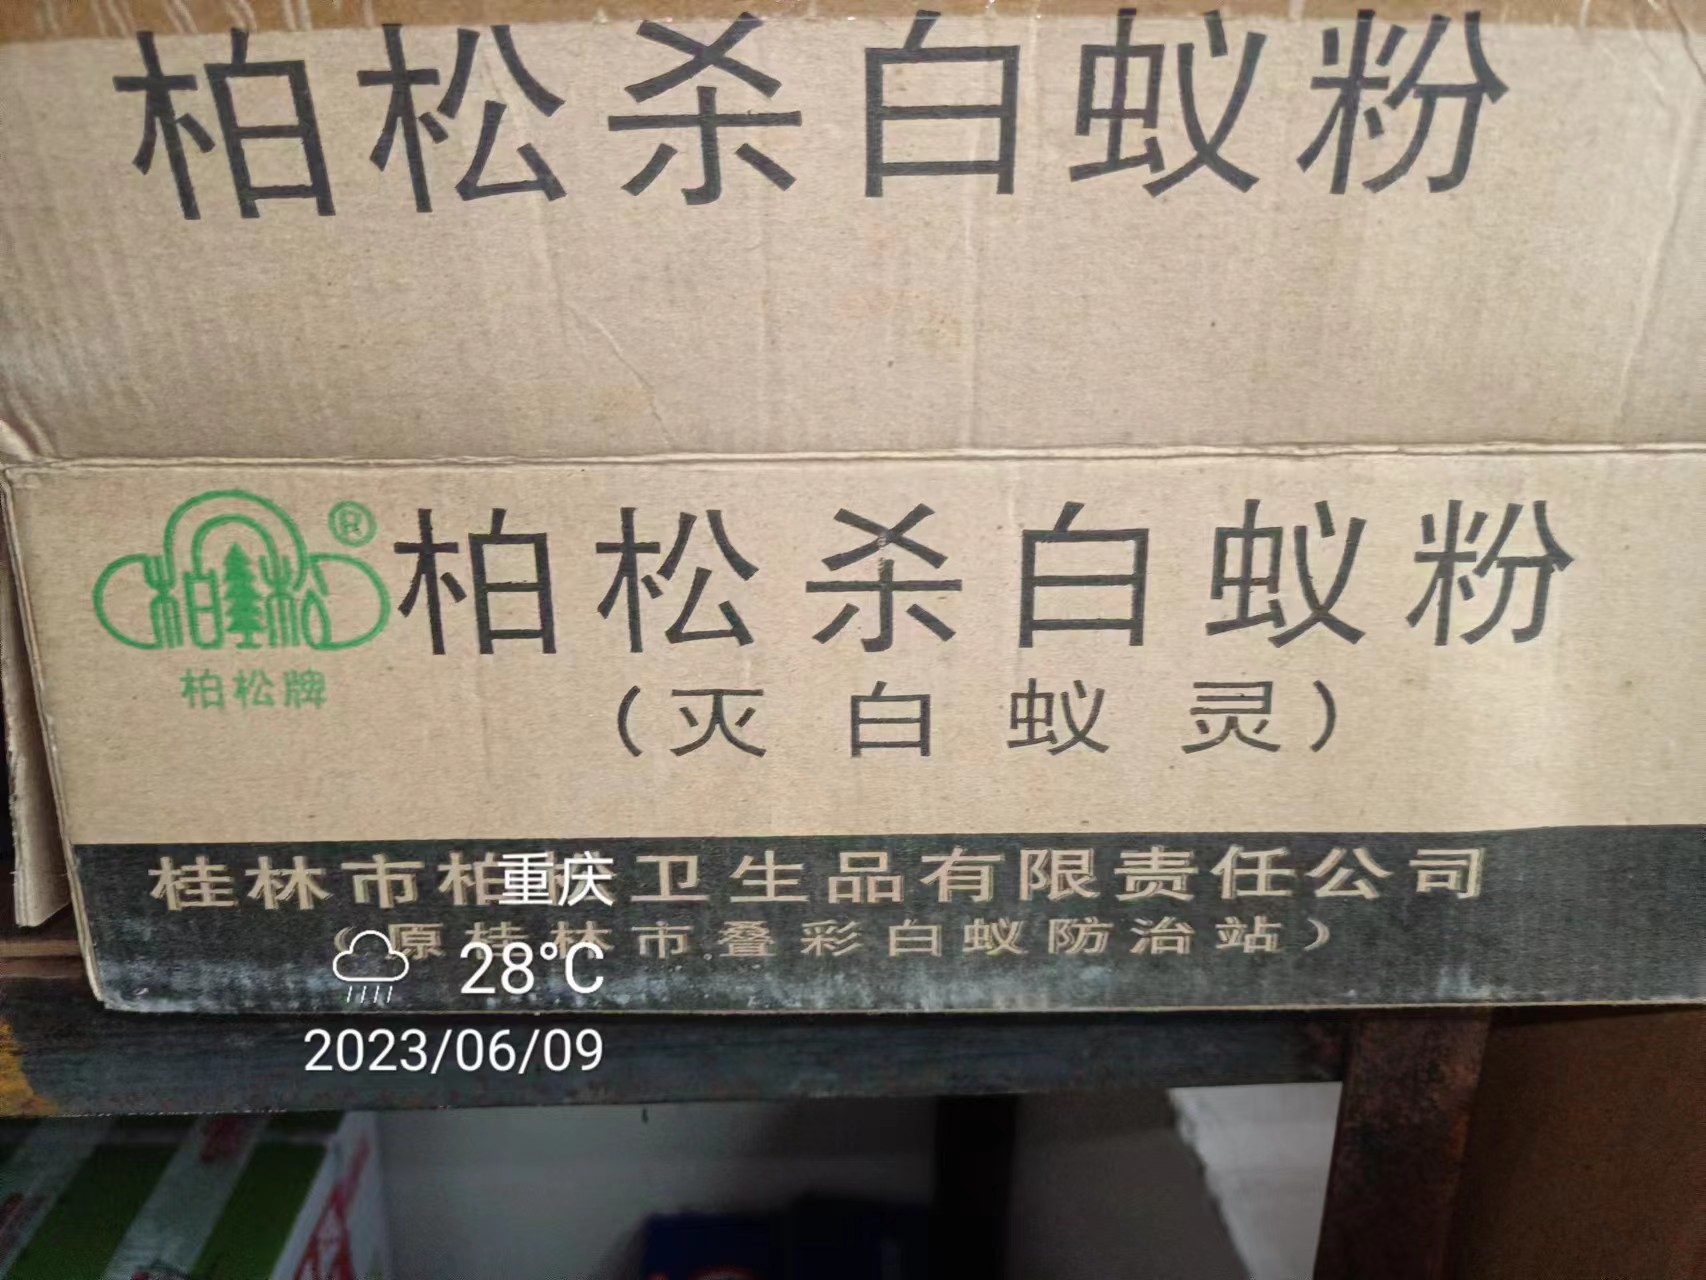 柏松杀白蚁粉
柏松
®
柏松牌
柏松杀白蚁粉
(灭白蚁灵)
桂林市柏 卫生品有限责任公司
(原桂林市叠彩白蚁防治站)
重庆
28°C
2023/06/09